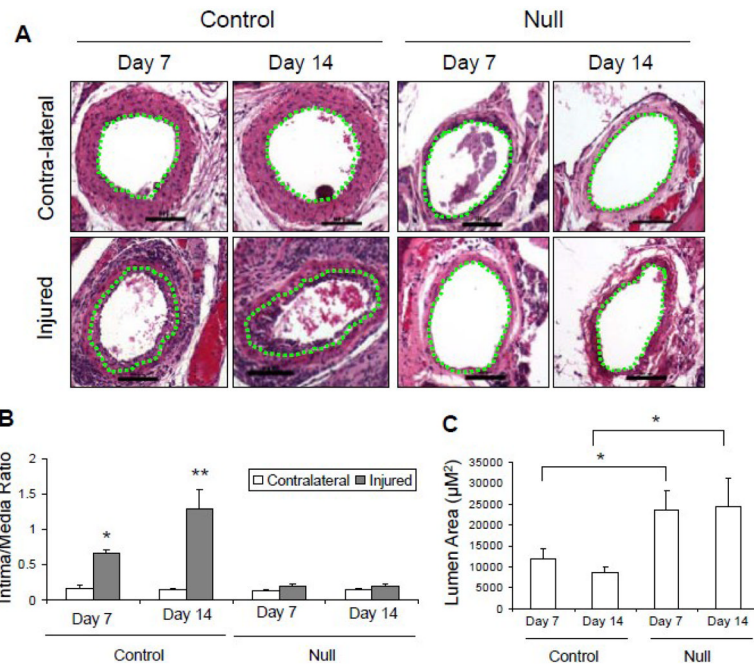 Control Null
A
Day 7 Day 14 Day 7 Day 14
Contra-lateral
Injured
B
Intima/Media Ratio
2
1.5
1
0.5
0
* **
Contralateral Injured
Day 7 Day 14 Day 7 Day 14
Control Null
C
* *
Lumen Area (µM²)
35000
30000
25000
20000
15000
10000
5000
0
Day 7 Day 14 Day 7 Day 14
Control Null